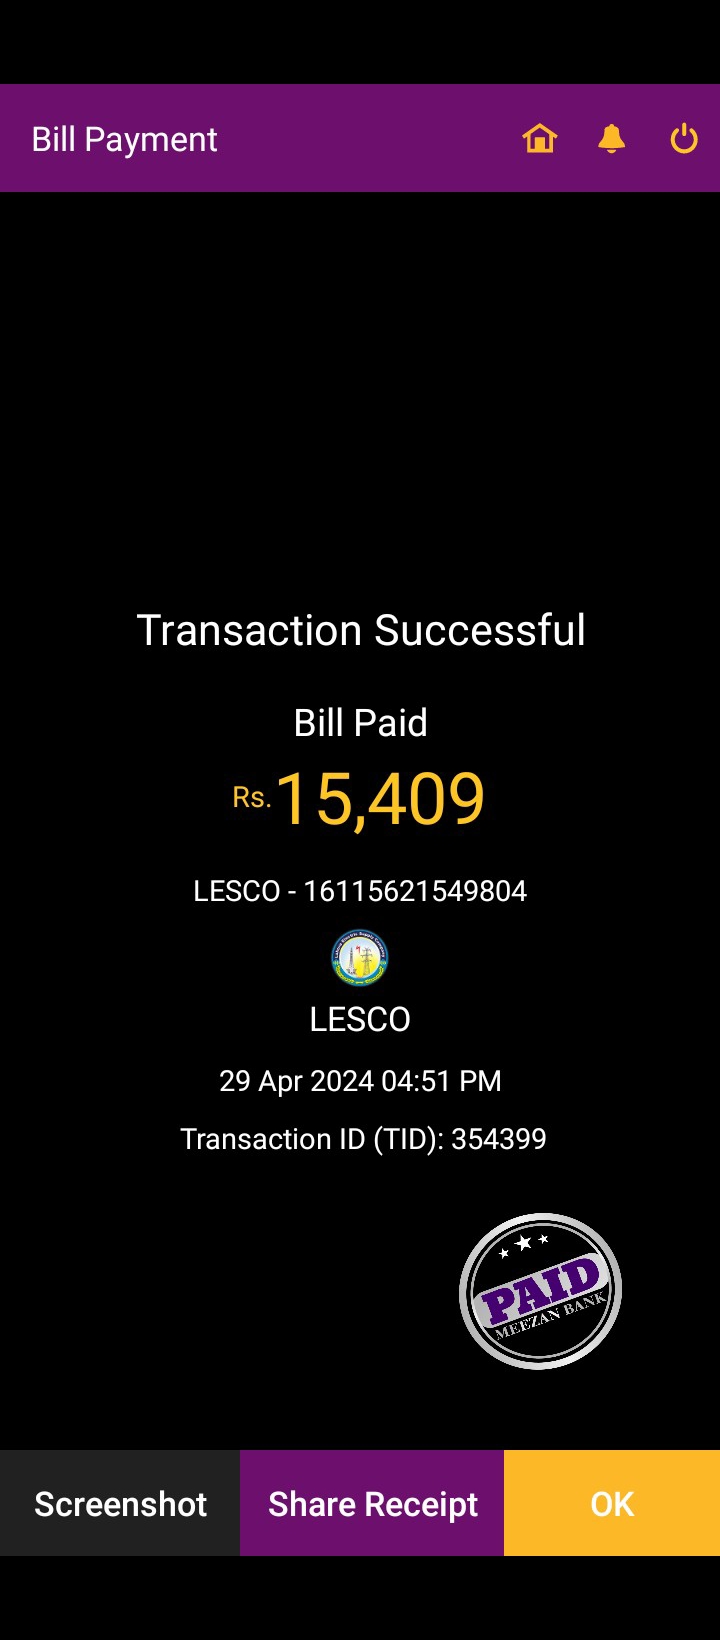 Bill Payment
Transaction Successful
Bill Paid
Rs.15,409
LESCO - 16115621549804
LESCO
29 Apr 2024 04:51 PM
Transaction ID (TID): 354399
PAID
MEEZAN BANK
Screenshot
Share Receipt
OK